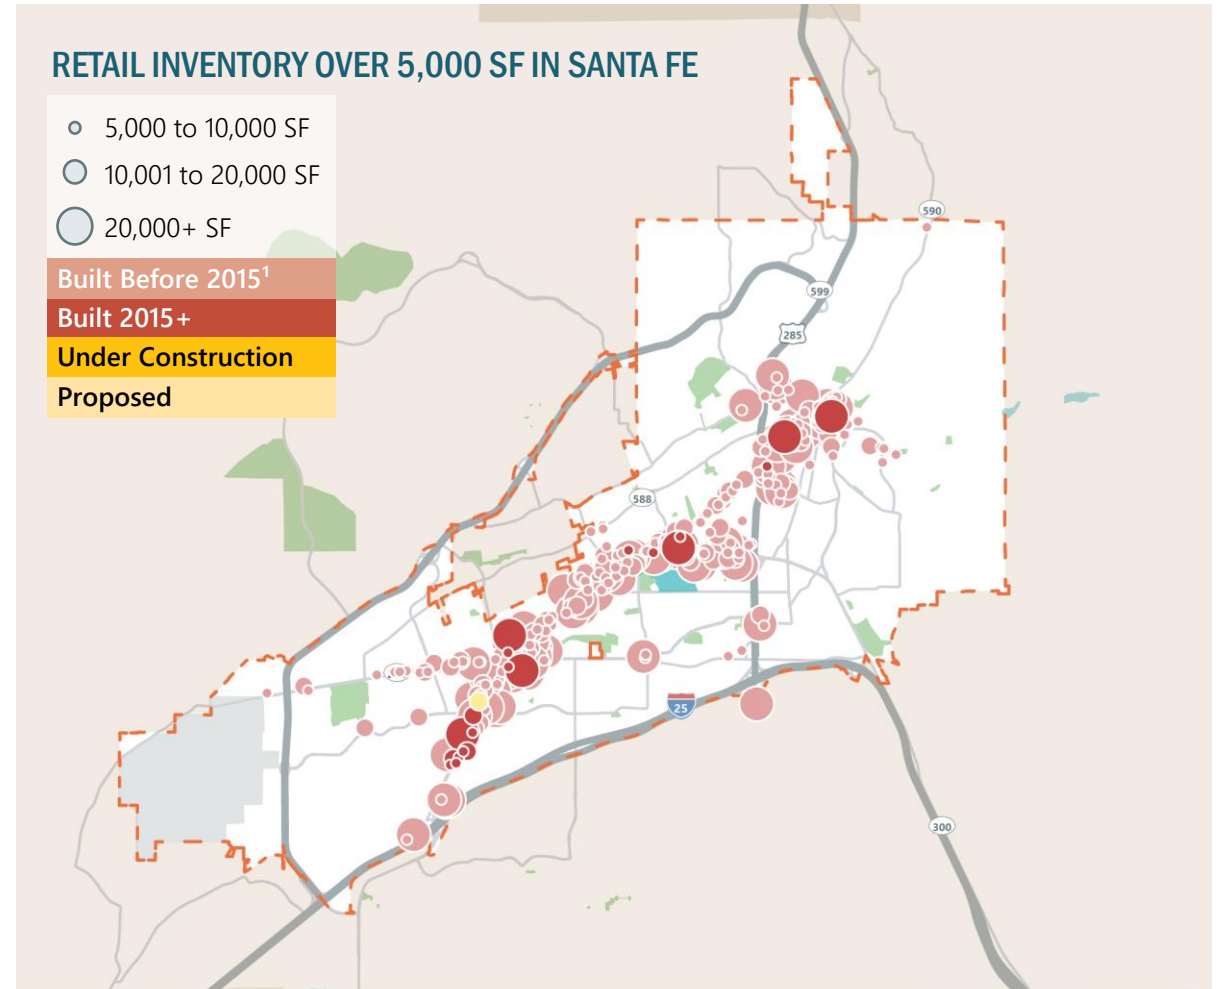 RETAIL INVENTORY OVER 5,000 SF IN SANTA FE
5,000 to 10,000 SF
10,001 to 20,000 SF
20,000+ SF
Built Before 2015¹
Built 2015+
Under Construction
Proposed
590
599
285
588
25
300